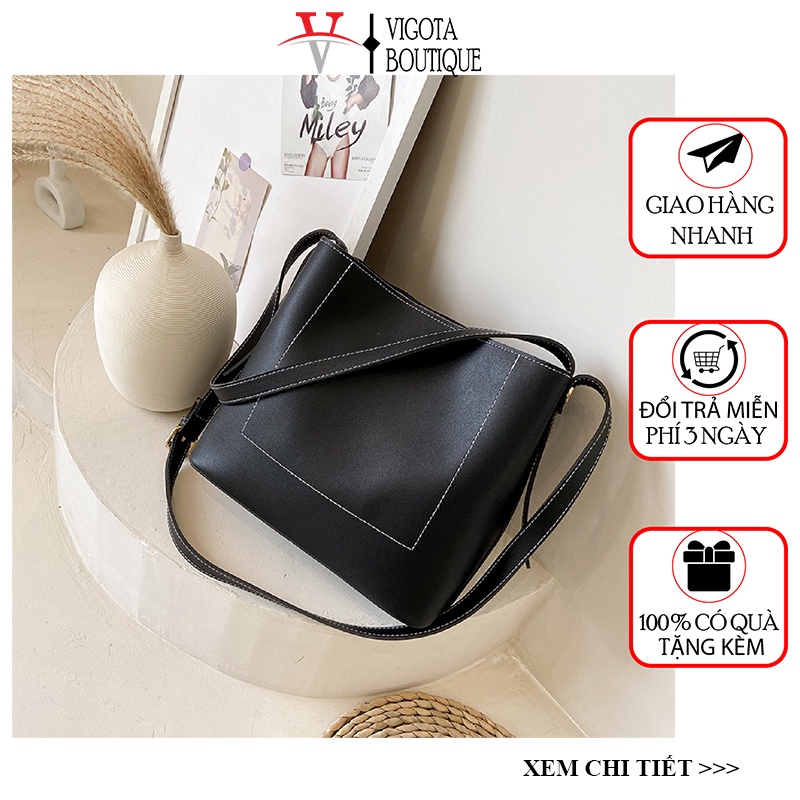 VIGOTA
BOUTIQUE
Being
Miley
GIAO HÀNG
NHANH
ĐỔI TRẢ MIỄN
PHÍ 3 NGÀY
100% CÓ QUÀ
TẶNG KÈM
XEM CHI TIẾT >>>